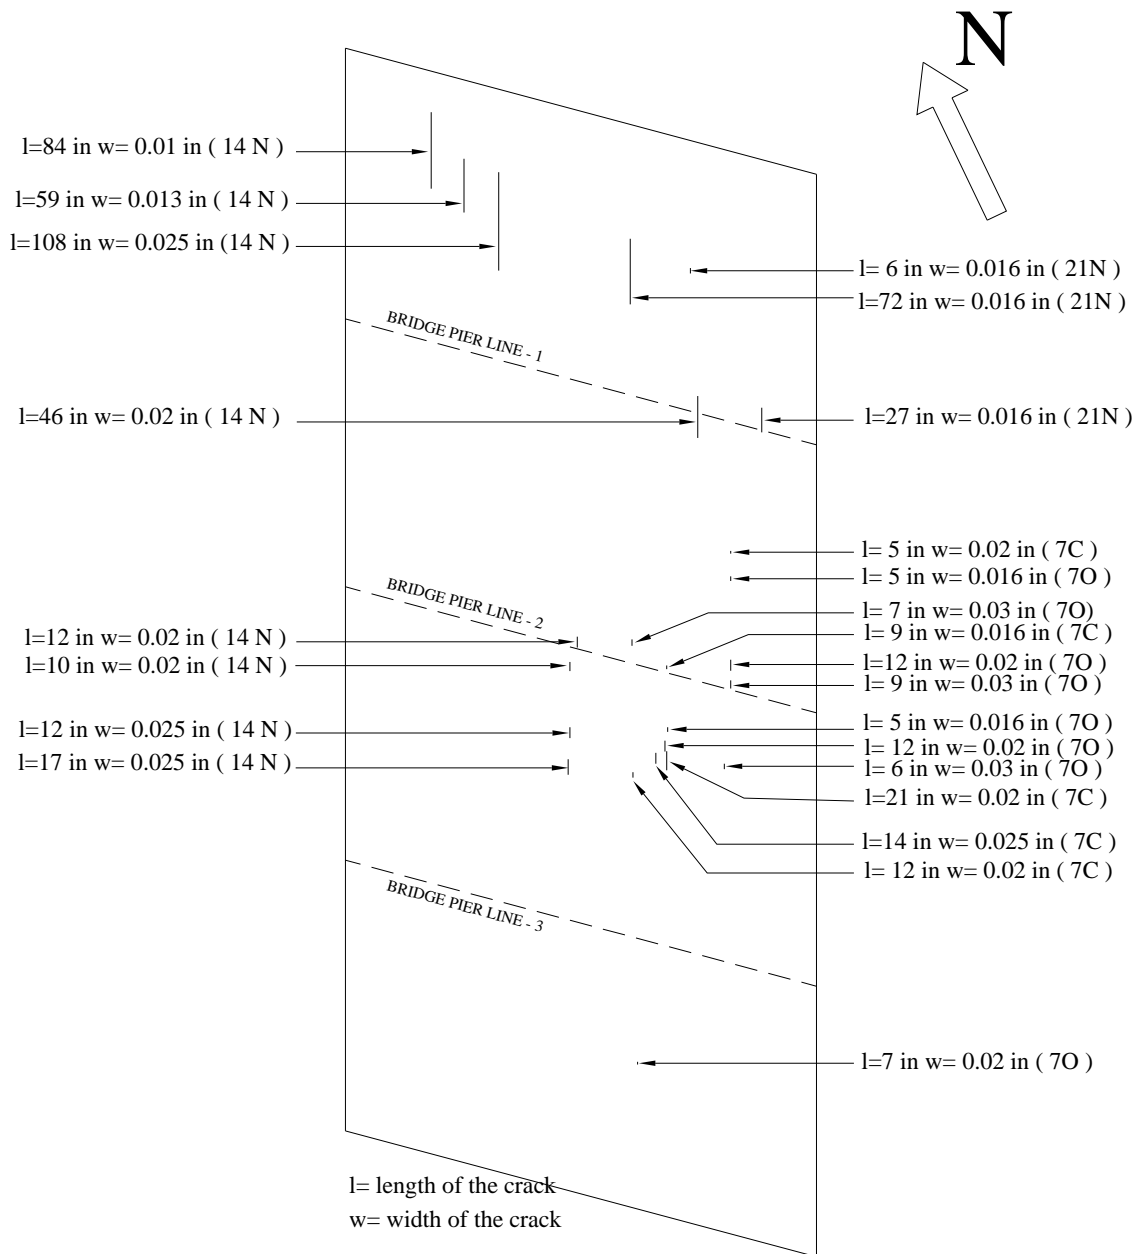 N
l=84 in w= 0.01 in ( 14 N )
l=59 in w= 0.013 in ( 14 N )
l=108 in w= 0.025 in (14 N )
l= 6 in w= 0.016 in ( 21N )
l=72 in w= 0.016 in ( 21N )
BRIDGE PIER LINE - 1
l=46 in w= 0.02 in ( 14 N )
l=27 in w= 0.016 in ( 21N )
l= 5 in w= 0.02 in ( 7C )
l= 5 in w= 0.016 in ( 7O )
BRIDGE PIER LINE - 2
l= 7 in w= 0.03 in ( 7O)
l= 9 in w= 0.016 in ( 7C )
l=12 in w= 0.02 in ( 14 N )
l=10 in w= 0.02 in ( 14 N )
l=12 in w= 0.02 in ( 7O )
l= 9 in w= 0.03 in ( 7O )
l=12 in w= 0.025 in ( 14 N )
l=17 in w= 0.025 in ( 14 N )
l= 5 in w= 0.016 in ( 7O )
l= 12 in w= 0.02 in ( 7O )
l= 6 in w= 0.03 in ( 7O )
l=21 in w= 0.02 in ( 7C )
l=14 in w= 0.025 in ( 7C )
l= 12 in w= 0.02 in ( 7C )
BRIDGE PIER LINE - 3
l=7 in w= 0.02 in ( 7O )
l= length of the crack
w= width of the crack